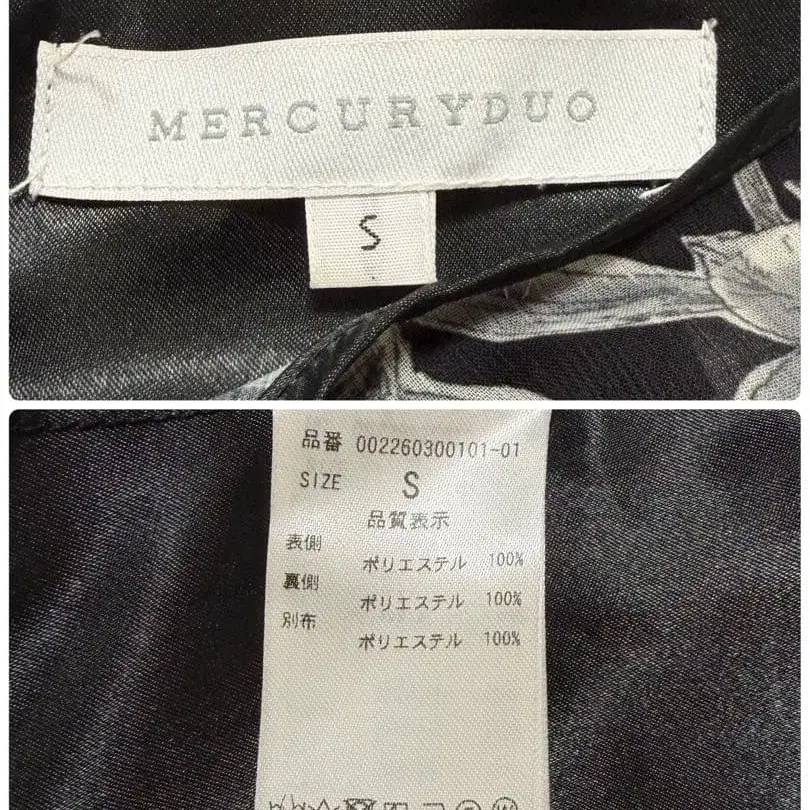 MERCURYDUO
S
品番 002260300101-01
SIZE S
品質表示
表側 ポリエステル 100%
裏側 ポリエステル 100%
別布 ポリエステル 100%